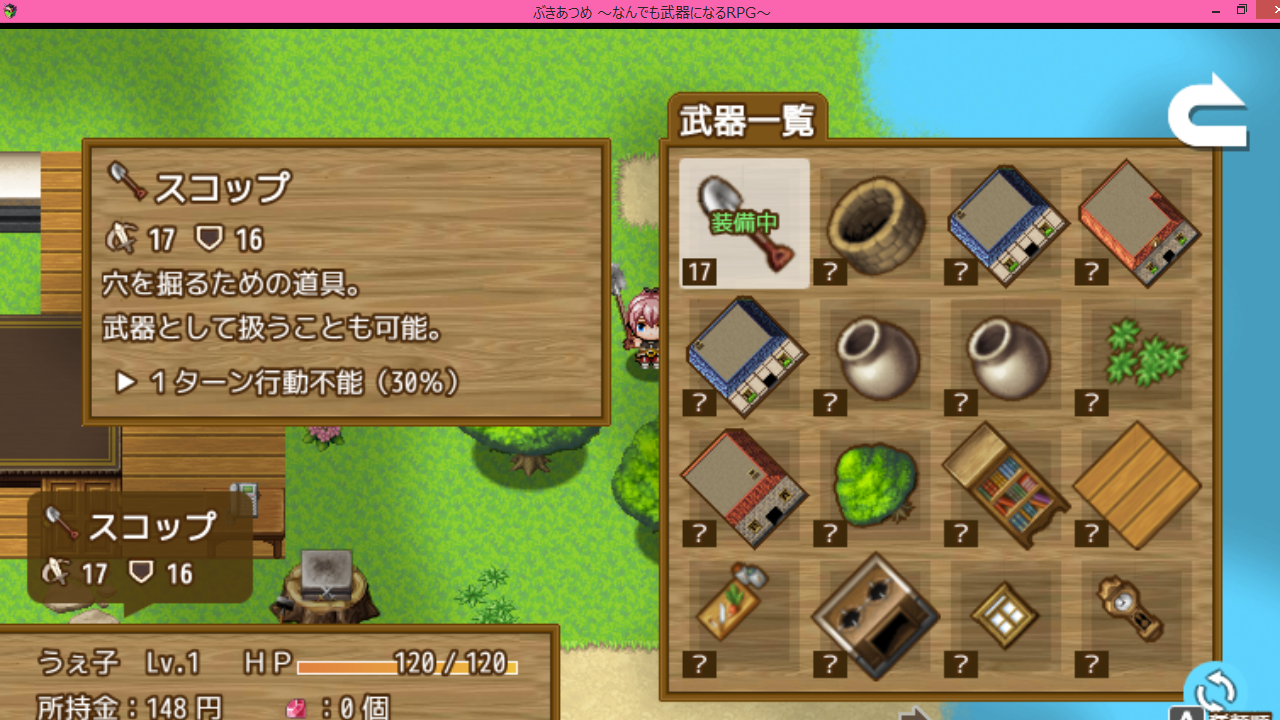 ぶきあつめ ～なんでも武器になるRPG～
武器一覧
スコップ
17 16
穴を掘るための道具。
武器として扱うことも可能。
▶ 1ターン行動不能（30%）
装備中
17 ? ? ?
? ? ? ?
? ? ? ?
? ? ? ?
スコップ
17 16
うぇ子 Lv.1 HP 120/120
所持金：148円 ：0個
A